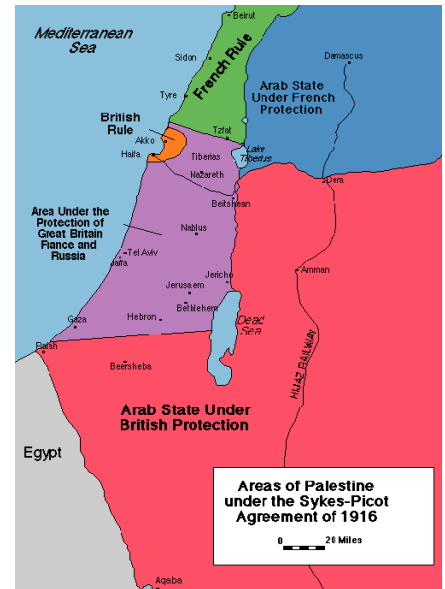 Mediterranean
Sea
Beirut
Sidon
Damascus
French Rule
Tyre
Arab State
Under French
Protection
British
Rule
Akko
Tzfat
Haifa
Tiberias
Lake
Tiberius
Nazareth
Dera
Beitshean
Area Under the
Protection of
Great Britain
France and
Russia
Nablus
Tel Aviv
Jaffa
Amman
Jericho
Jerusaem
Bethlehem
Gaza
Hebron
Dead
Sea
Rafah
Beersheba
HIJAZ RAILWAY
Arab State Under
British Protection
Egypt
Areas of Palestine
under the Sykes-Picot
Agreement of 1916
0 20 Miles
Aqaba